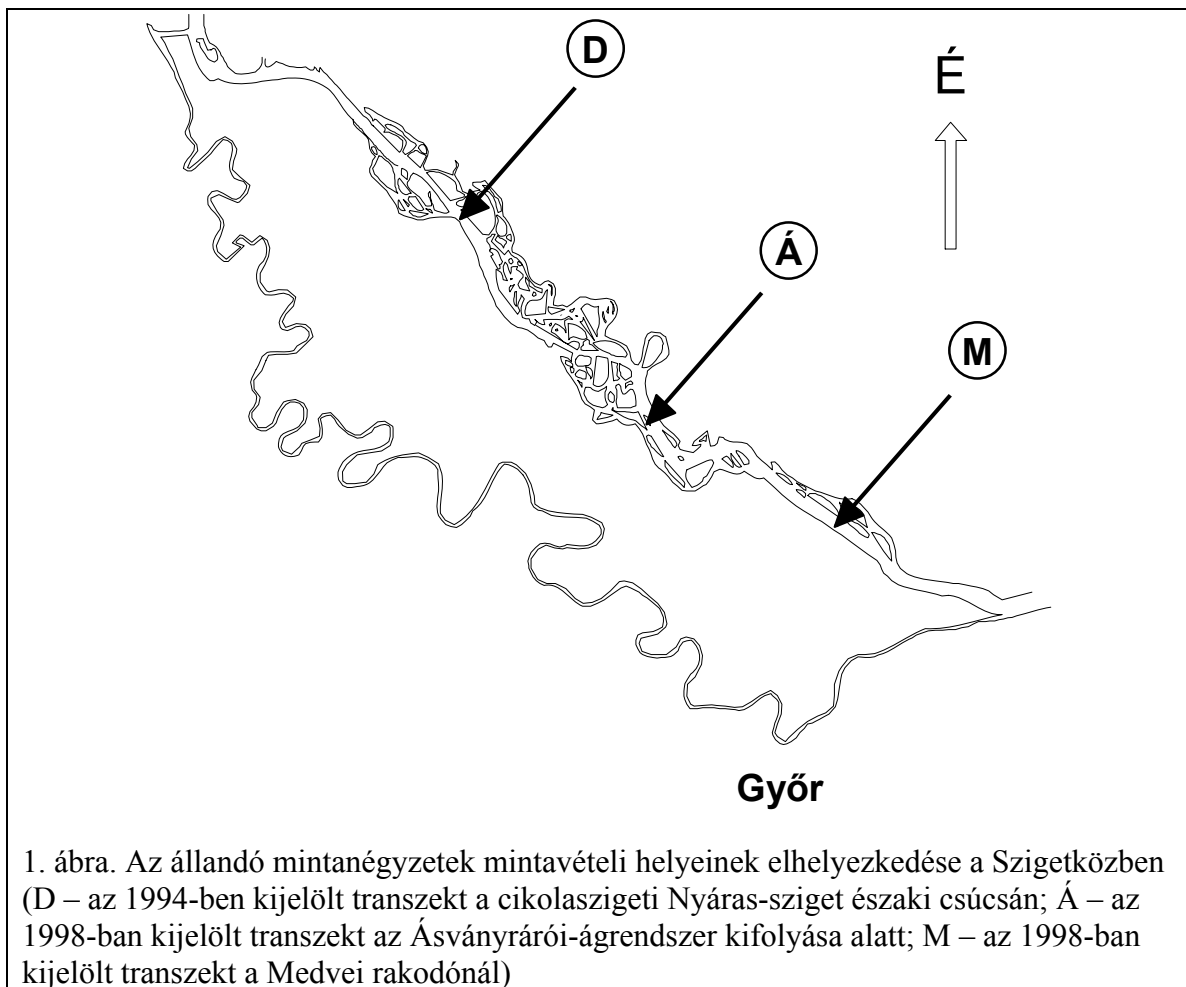 D
É
Á
M
Győr
1. ábra. Az állandó mintanégyzetek mintavételi helyeinek elhelyezkedése a Szigetközben
(D – az 1994-ben kijelölt transzekt a cikolaszigeti Nyáras-sziget északi csúcsán; Á – az
1998-ban kijelölt transzekt az Ásványrárói-ágrendszer kifolyása alatt; M – az 1998-ban
kijelölt transzekt a Medvei rakodónál)